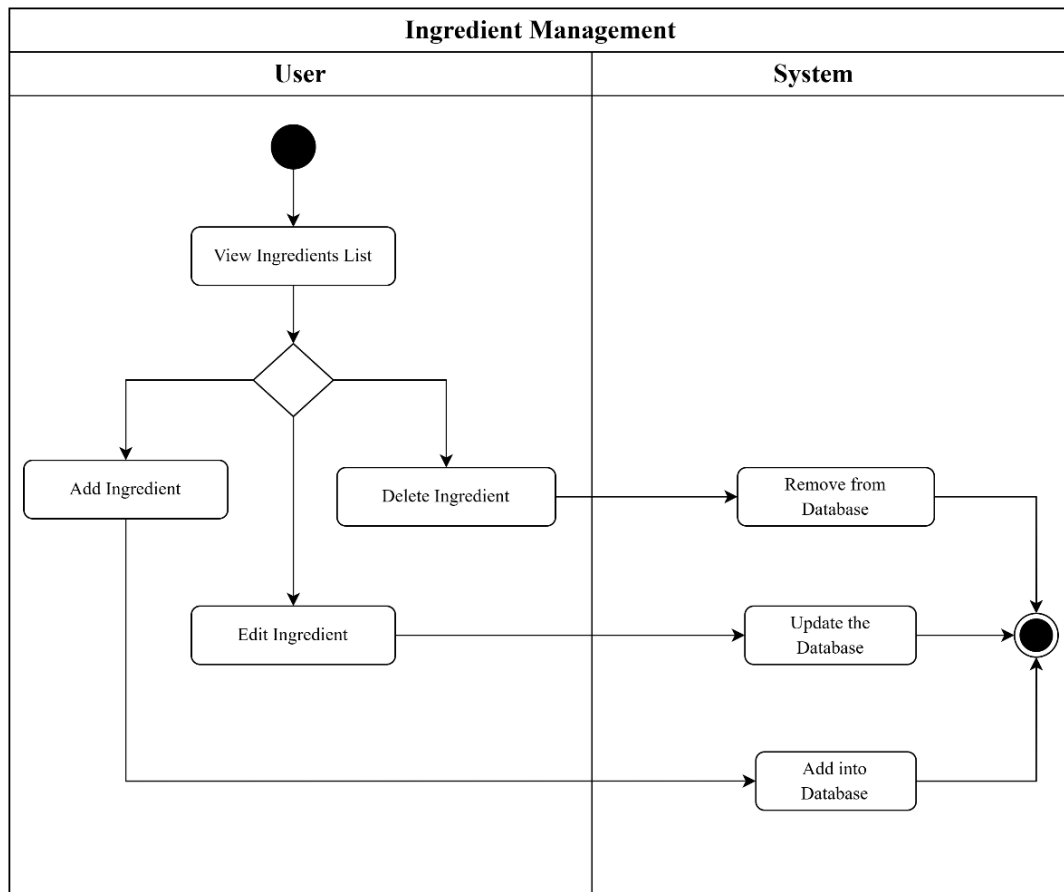 Ingredient Management
User
System
View Ingredients List
Add Ingredient
Delete Ingredient
Remove from
Database
Edit Ingredient
Update the
Database
Add into
Database